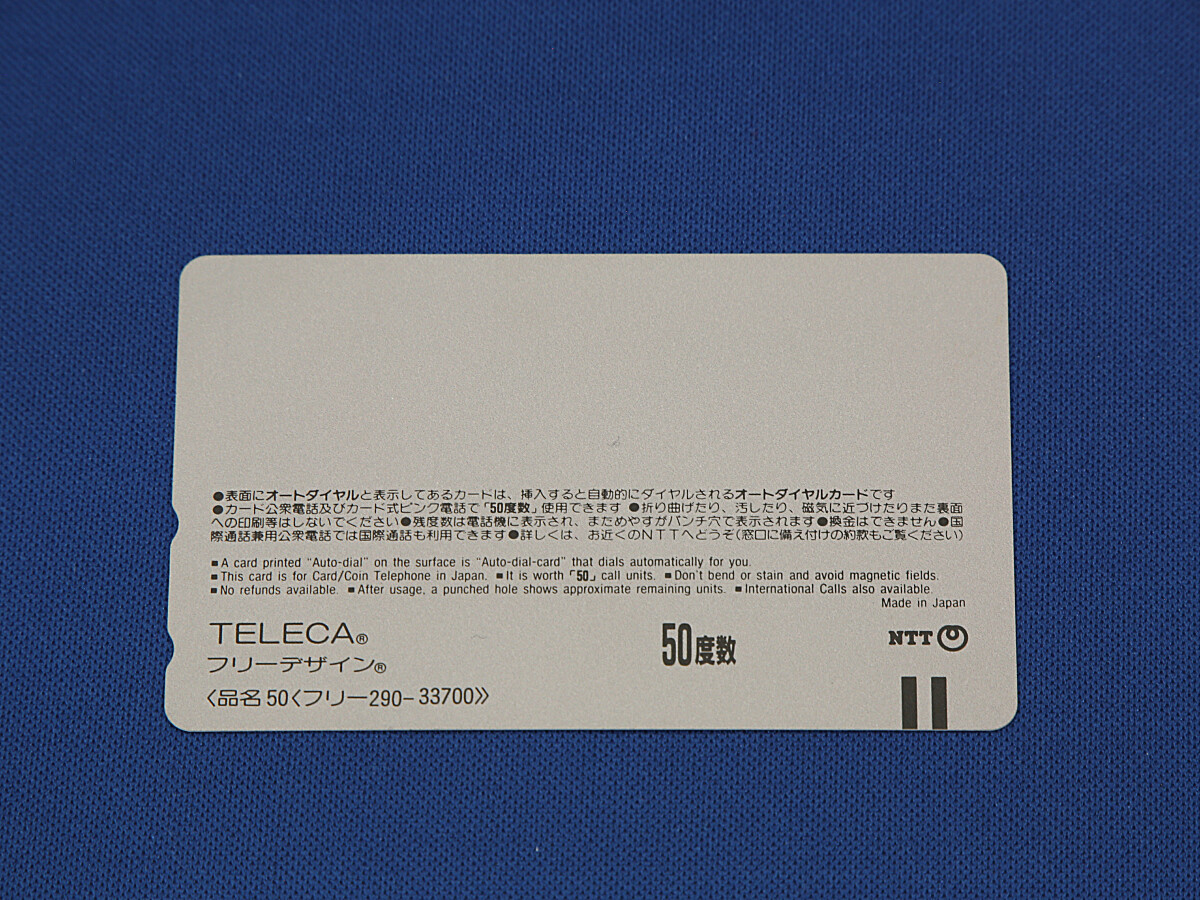 ●表面にオートダイヤルと表示してあるカードは、挿入すると自動的にダイヤルされるオートダイヤルカードです
●カード公衆電話及びカード式ピンク電話で「50度数」使用できます ●折り曲げたり、汚したり、磁気に近づけたりまた裏面
への印刷等はしないでください●残度数は電話機に表示され、まためやすがパンチ穴で表示されます●換金はできません●国
際通話兼用公衆電話では国際通話も利用できます●詳しくは、お近くのNTTへどうぞ(窓口に備え付けの約款もご覧ください)
■A card printed "Auto-dial" on the surface is "Auto-dial-card" that dials automatically for you.
■This card is for Card/Coin Telephone in Japan. ■It is worth「50」call units. ■Don't bend or stain and avoid magnetic fields.
■No refunds available. ■After usage, a punched hole shows approximate remaining units. ■International Calls also available.
Made in Japan
TELECA®
50度数
NTT
フリーデザイン®
〈品名 50〈フリー290-33700》